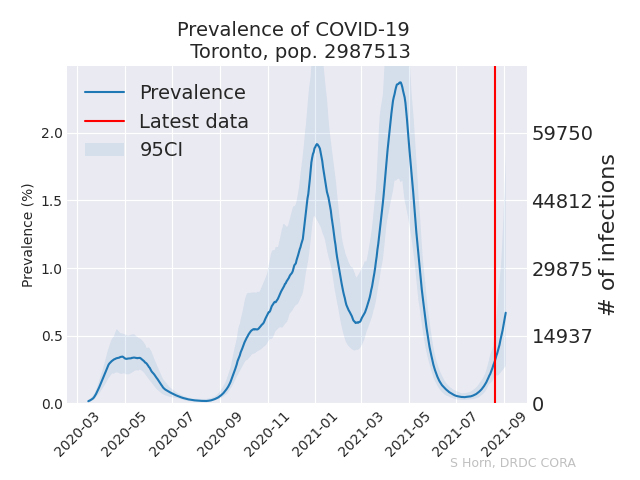 Prevalence of COVID-19
Toronto, pop. 2987513
Prevalence
Latest data
95CI
Prevalence (%)
2.0
1.5
1.0
0.5
0.0
59750
44812
29875
14937
0
# of infections
2020-03
2020-05
2020-07
2020-09
2020-11
2021-01
2021-03
2021-05
2021-07
2021-09
S Horn, DRDC CORA